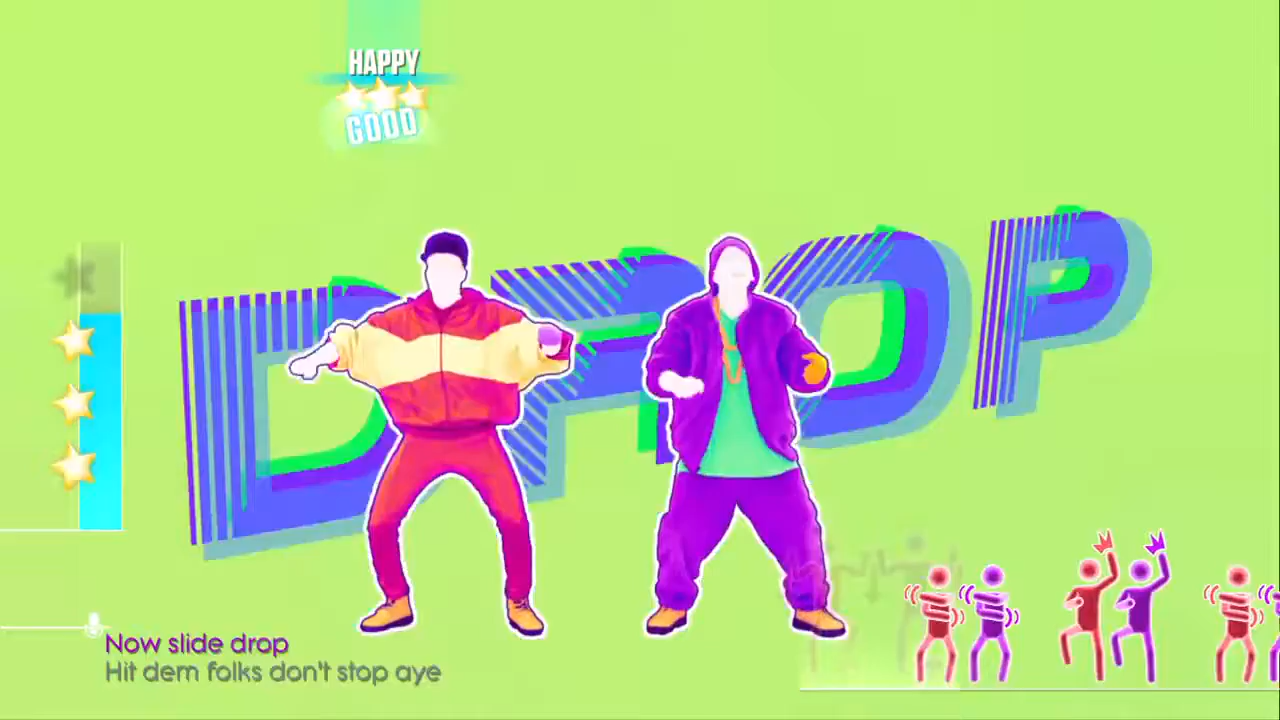 HAPPY
GOOD
DROP
Now slide drop
Hit dem folks don't stop aye